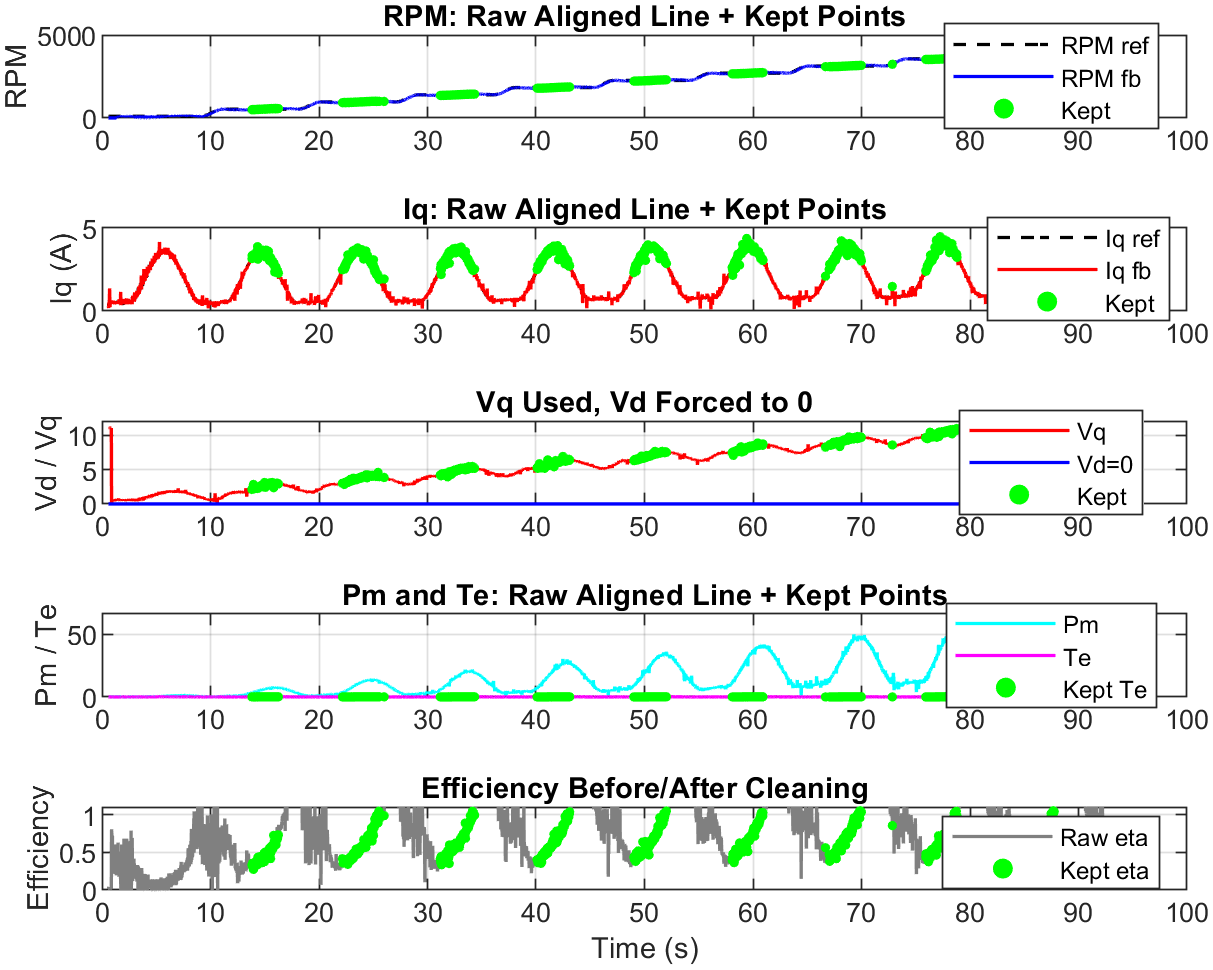 RPM: Raw Aligned Line + Kept Points
RPM
5000
0
RPM ref
RPM fb
Kept
0 10 20 30 40 50 60 70 80 90 100
Iq: Raw Aligned Line + Kept Points
Iq (A)
5
0
Iq ref
Iq fb
Kept
0 10 20 30 40 50 60 70 80 90 100
Vq Used, Vd Forced to 0
Vd / Vq
10
5
0
Vq
Vd=0
Kept
0 10 20 30 40 50 60 70 80 90 100
Pm and Te: Raw Aligned Line + Kept Points
Pm / Te
50
0
Pm
Te
Kept Te
0 10 20 30 40 50 60 70 80 90 100
Efficiency Before/After Cleaning
Efficiency
1
0.5
0
Raw eta
Kept eta
0 10 20 30 40 50 60 70 80 90 100
Time (s)